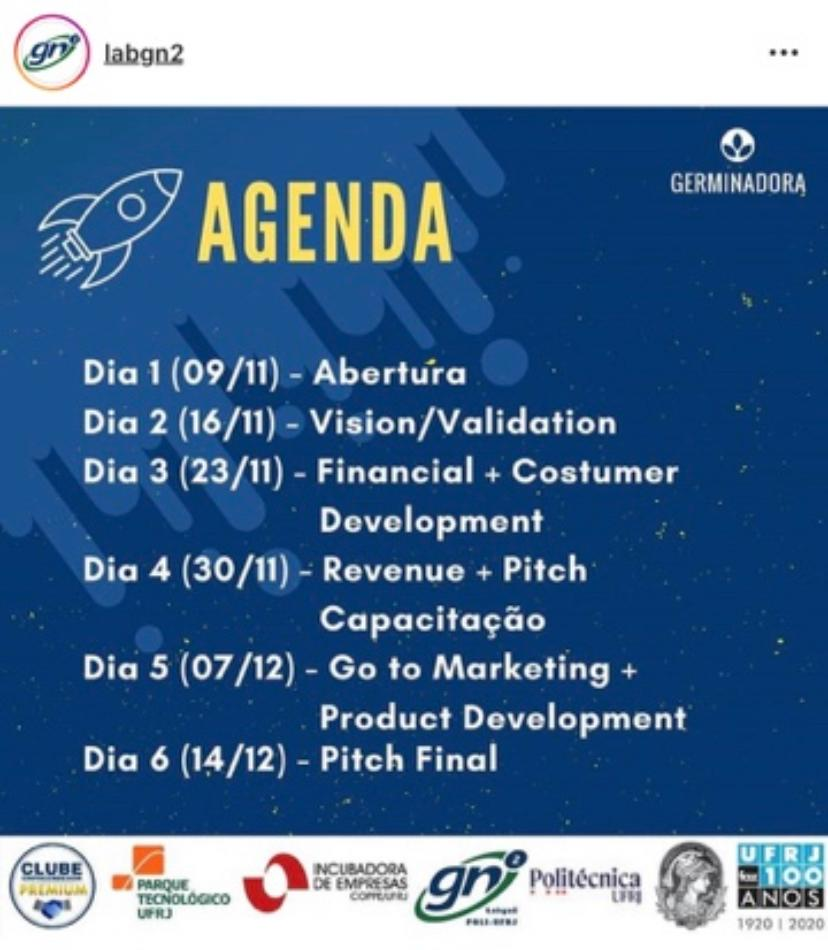 labgn2
GERMINADORA
AGENDA
Dia 1 (09/11) - Abertura
Dia 2 (16/11) - Vision/Validation
Dia 3 (23/11) - Financial + Costumer
Development
Dia 4 (30/11) - Revenue + Pitch
Capacitação
Dia 5 (07/12) - Go to Marketing +
Product Development
Dia 6 (14/12) - Pitch Final
CLUBE
PREMIUM
PARQUE
TECNOLÓGICO
UFRJ
INCUBADORA
DE EMPRESAS
COPPE/UFRJ
gn2
LabGN2
POLI-UFRJ
Politécnica
UFRJ
UFRJ
faz 100
ANOS
1920 | 2020